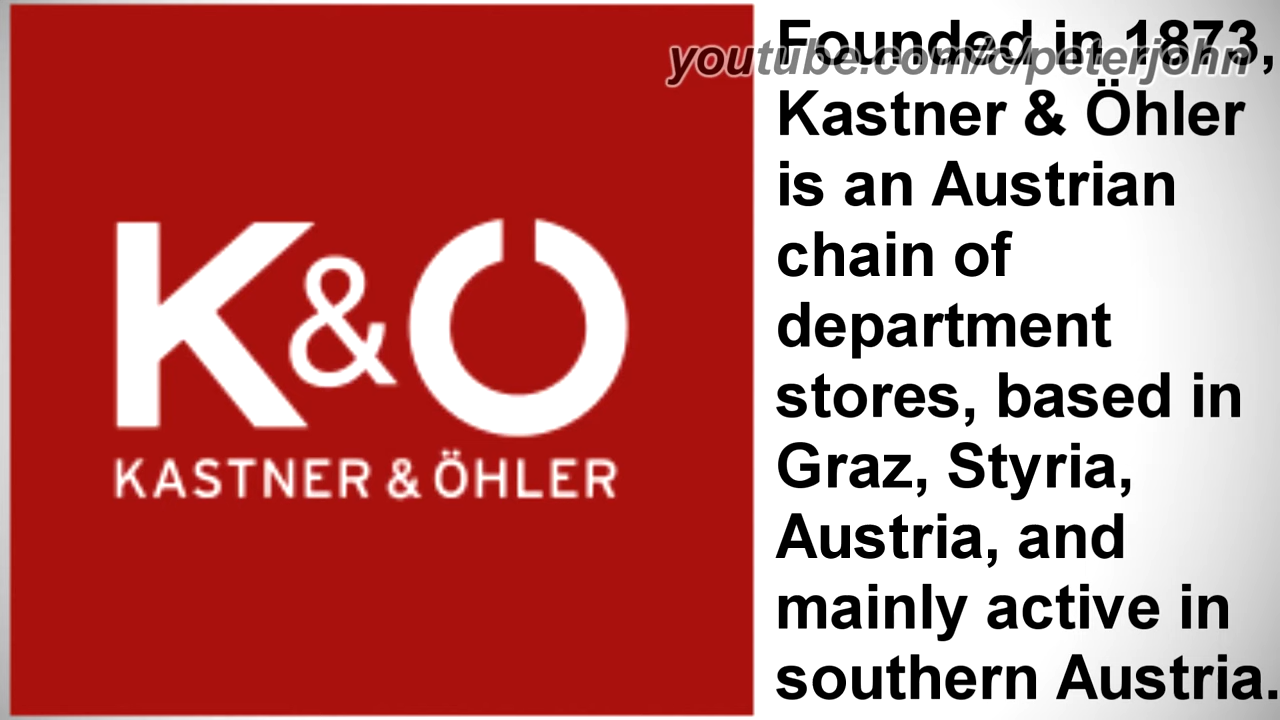 K&Ö
KASTNER & ÖHLER
youtube.com/c/peterjohn
Founded in 1873,
Kastner & Öhler
is an Austrian
chain of
department
stores, based in
Graz, Styria,
Austria, and
mainly active in
southern Austria.